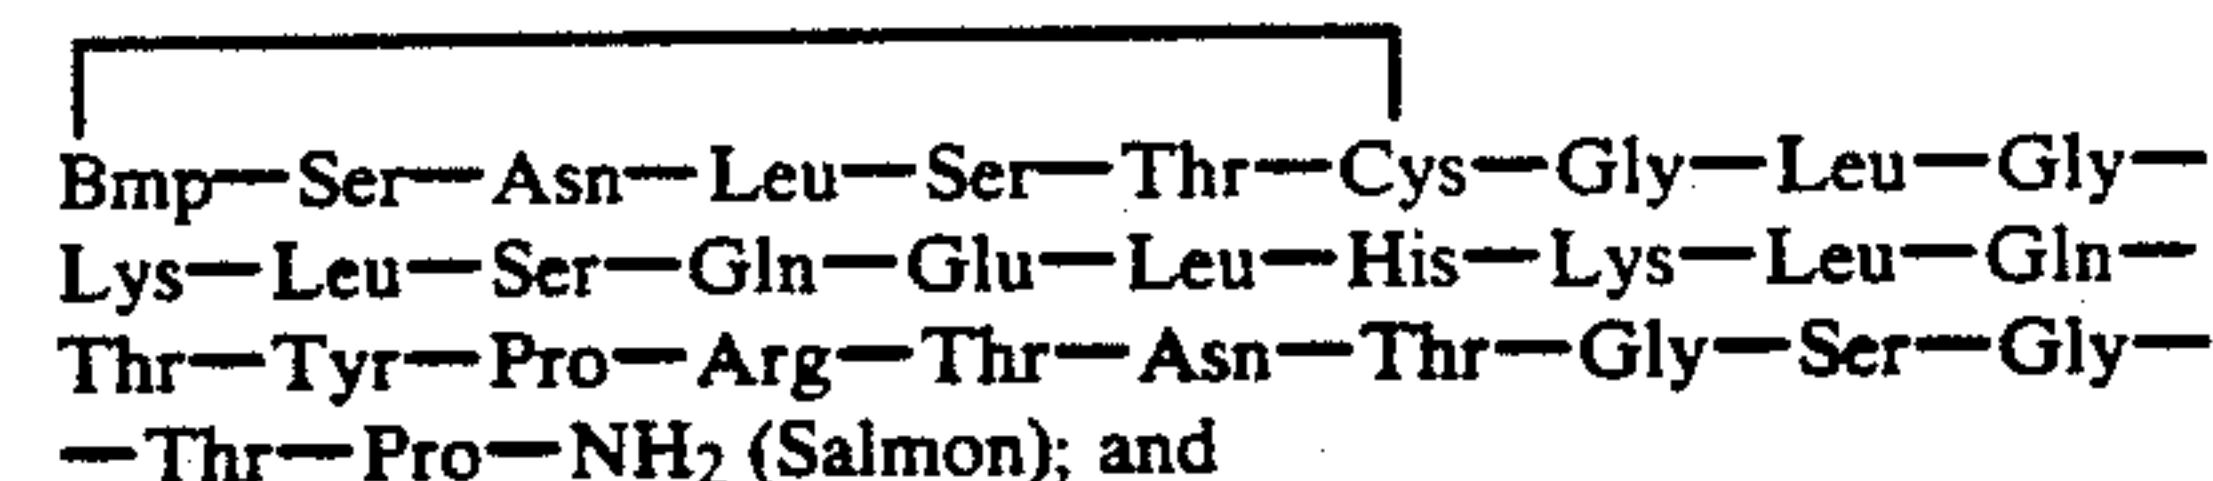 Bmp—Ser—Asn—Leu—Ser—Thr—Cys—Gly—Leu—Gly—
Lys—Leu—Ser—Gln—Glu—Leu—His—Lys—Leu—Gln—
Thr—Tyr—Pro—Arg—Thr—Asn—Thr—Gly—Ser—Gly—
—Thr—Pro—NH₂ (Salmon); and